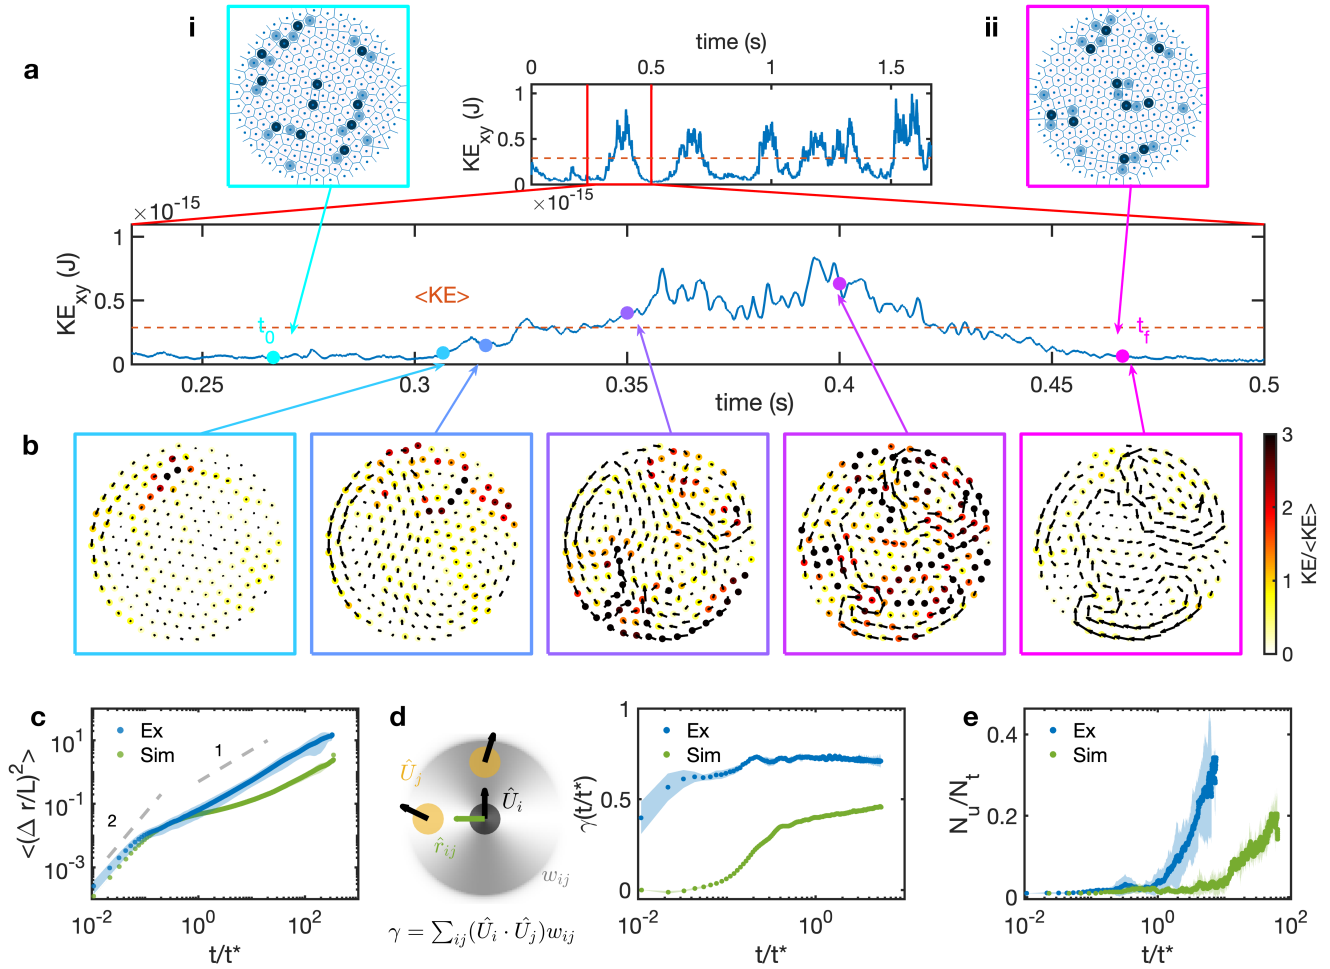 i
ii
a
time (s)
0
0.5
1
1.5
1
0.5
0
KE_xy (J)
×10^-15
×10^-15
1
0.5
0
KE_xy (J)
<KE>
t_0
t_f
0.25
0.3
0.35
0.4
0.45
0.5
time (s)
b
3
2
1
0
KE/<KE>
c
Ex
Sim
1
2
10^1
10^-1
10^-3
<(Δ r/L)^2>
10^-2
10^0
10^2
t/t*
d
Û_j
Û_i
r̂_ij
w_ij
γ = ∑_ij(Û_i · Û_j)w_ij
Ex
Sim
1
0.5
0
γ(t/t*)
10^-2
10^0
t/t*
e
Ex
Sim
0.4
0.2
0
N_u/N_t
10^-2
10^0
10^2
t/t*